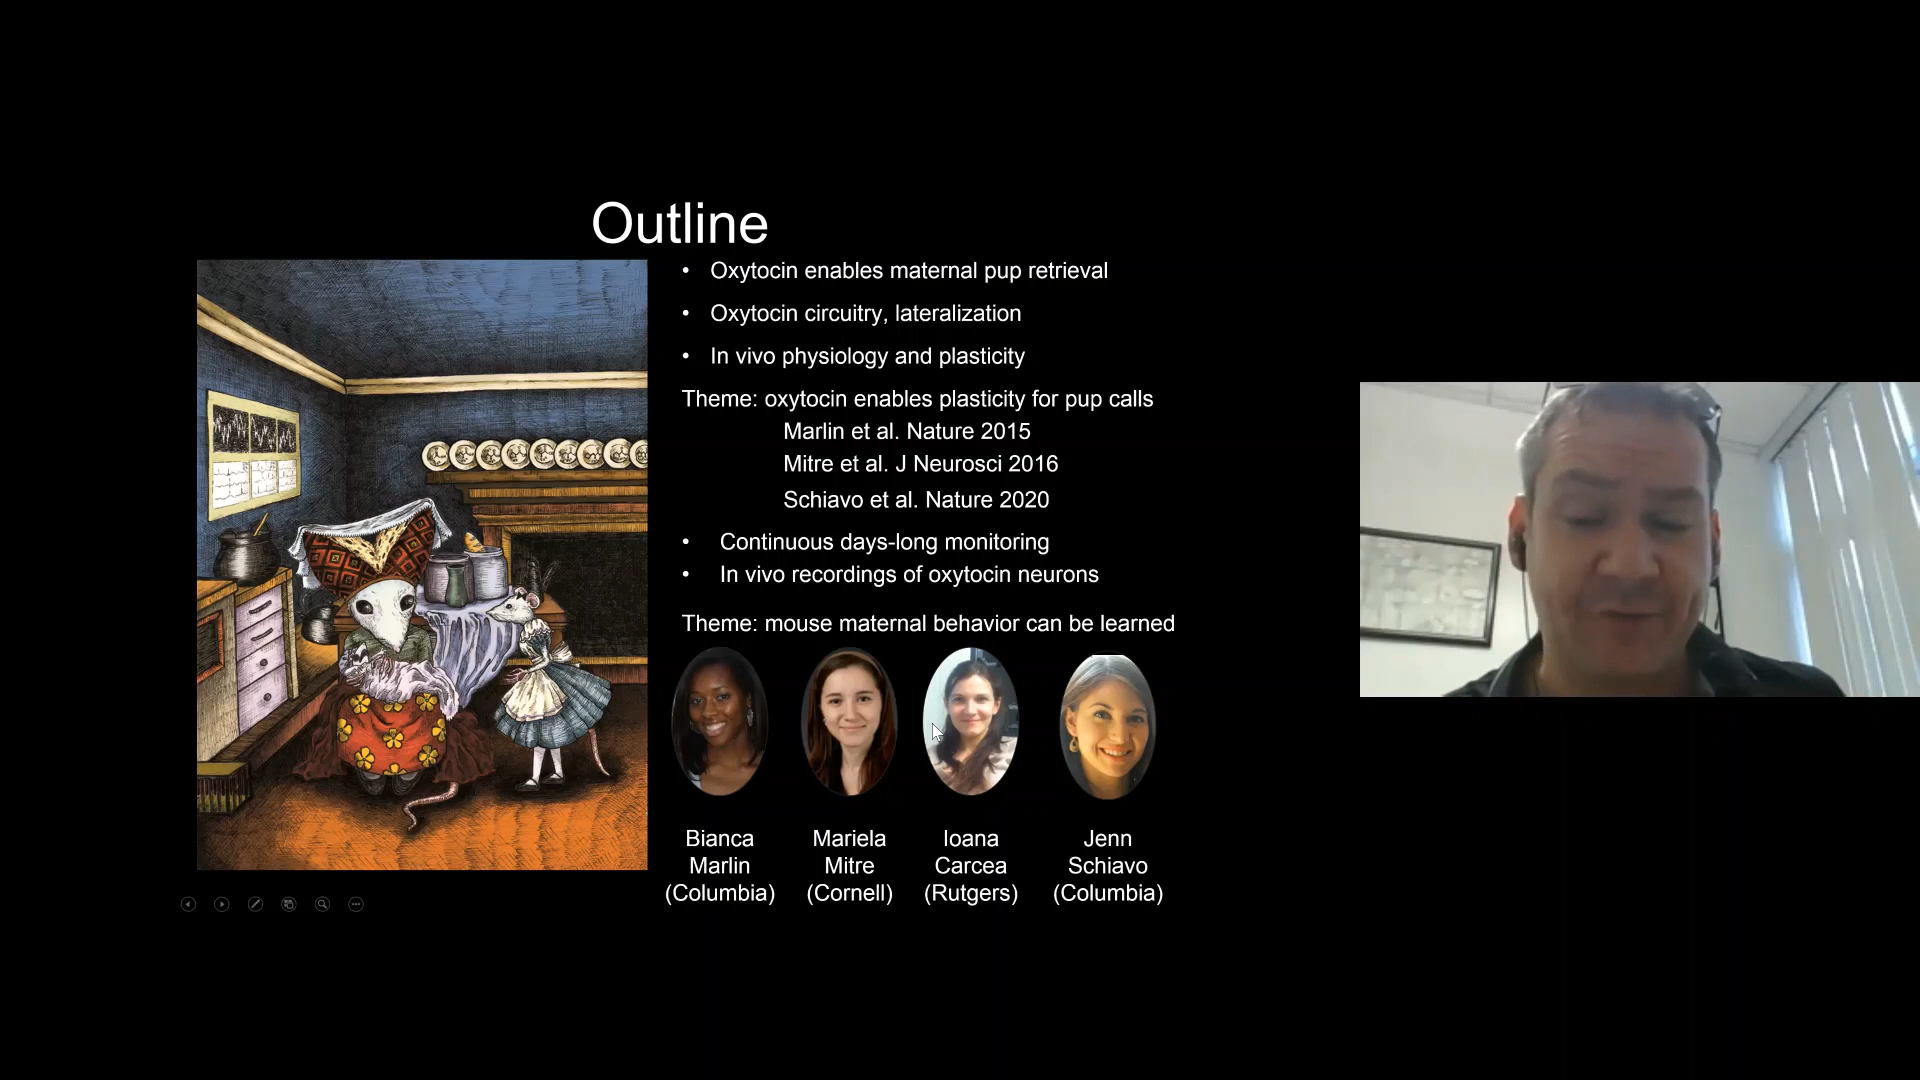 Outline
• Oxytocin enables maternal pup retrieval
• Oxytocin circuitry, lateralization
• In vivo physiology and plasticity
Theme: oxytocin enables plasticity for pup calls
Marlin et al. Nature 2015
Mitre et al. J Neurosci 2016
Schiavo et al. Nature 2020
• Continuous days-long monitoring
• In vivo recordings of oxytocin neurons
Theme: mouse maternal behavior can be learned
Bianca
Marlin
(Columbia)
Mariela
Mitre
(Cornell)
Ioana
Carcea
(Rutgers)
Jenn
Schiavo
(Columbia)